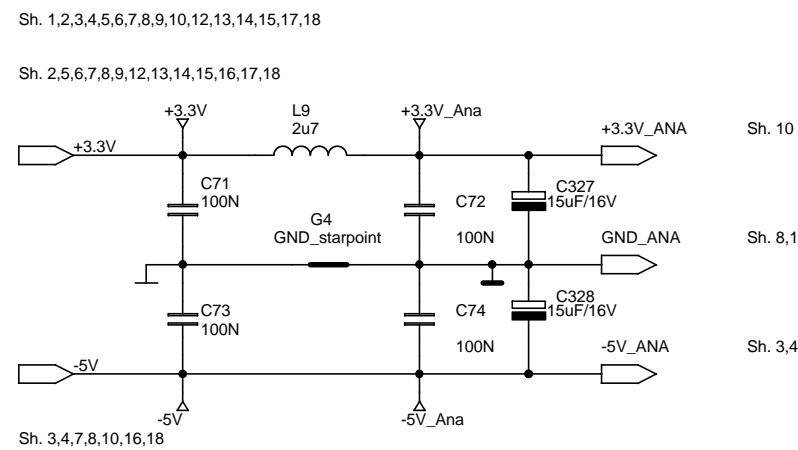 Sh. 1,2,3,4,5,6,7,8,9,10,12,13,14,15,17,18
Sh. 2,5,6,7,8,9,12,13,14,15,16,17,18
+3.3V
L9
2u7
+3.3V_Ana
+3.3V
+3.3V_ANA
Sh. 10
C71
100N
C72
100N
C327
15uF/16V
G4
GND_starpoint
GND_ANA
Sh. 8,1
C73
100N
C74
100N
C328
15uF/16V
-5V
-5V_ANA
Sh. 3,4
-5V
-5V_Ana
Sh. 3,4,7,8,10,16,18